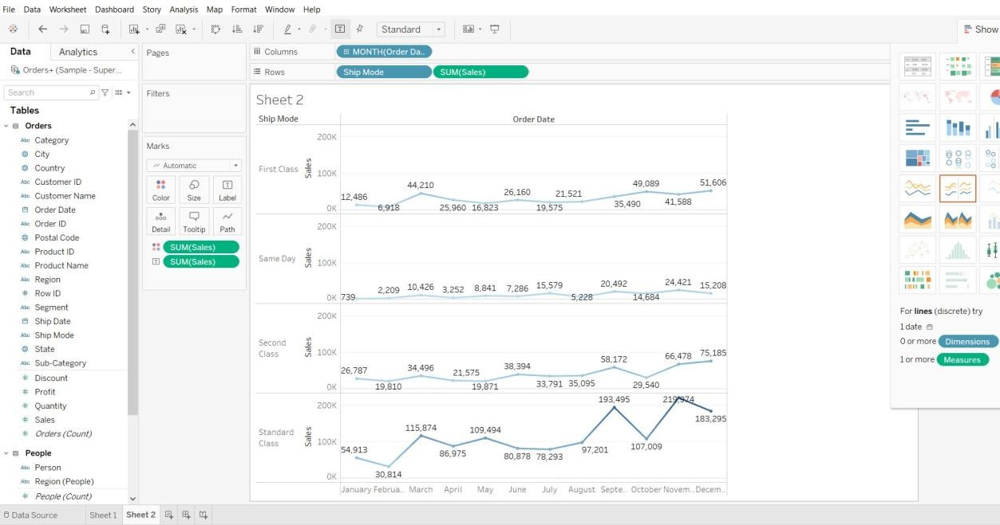 File Data Worksheet Dashboard Story Analysis Map Format Window Help
Standard
Show
Data Analytics
Orders+ (Sample - Super...
Search
Tables
Orders
Abc Category
City
Country
Abc Customer ID
Abc Customer Name
Order Date
Abc Order ID
Postal Code
Abc Product ID
Abc Product Name
Abc Region
# Row ID
Abc Segment
Ship Date
Abc Ship Mode
State
Abc Sub-Category
# Discount
# Profit
# Quantity
# Sales
# Orders (Count)
People
Abc Person
Abc Region (People)
# People (Count)
Pages
Filters
Marks
Automatic
Color Size Label
Detail Tooltip Path
SUM(Sales)
SUM(Sales)
Columns MONTH(Order Da..
Rows Ship Mode SUM(Sales)
Sheet 2
Ship Mode Order Date
First Class
Sales
200K
100K
0K
12,486 6,918 44,210 25,960 16,823 26,160 19,575 21,521 35,490 49,089 41,588 51,606
Same Day
Sales
200K
100K
0K
739 2,209 10,426 3,252 8,841 7,286 15,579 5,228 20,492 14,684 24,421 15,208
Second
Class
Sales
200K
100K
0K
26,787 19,810 34,496 21,575 19,871 38,394 33,791 35,095 58,172 29,540 66,478 75,185
Standard
Class
Sales
200K
100K
0K
54,913 30,814 115,874 86,975 109,494 80,878 78,293 97,201 193,495 107,009 219,974 183,295
January Februa.. March April May June July August Septe.. October Novem.. Decem..
For lines (discrete) try
1 date
0 or more Dimensions
1 or more Measures
Data Source Sheet 1 Sheet 2